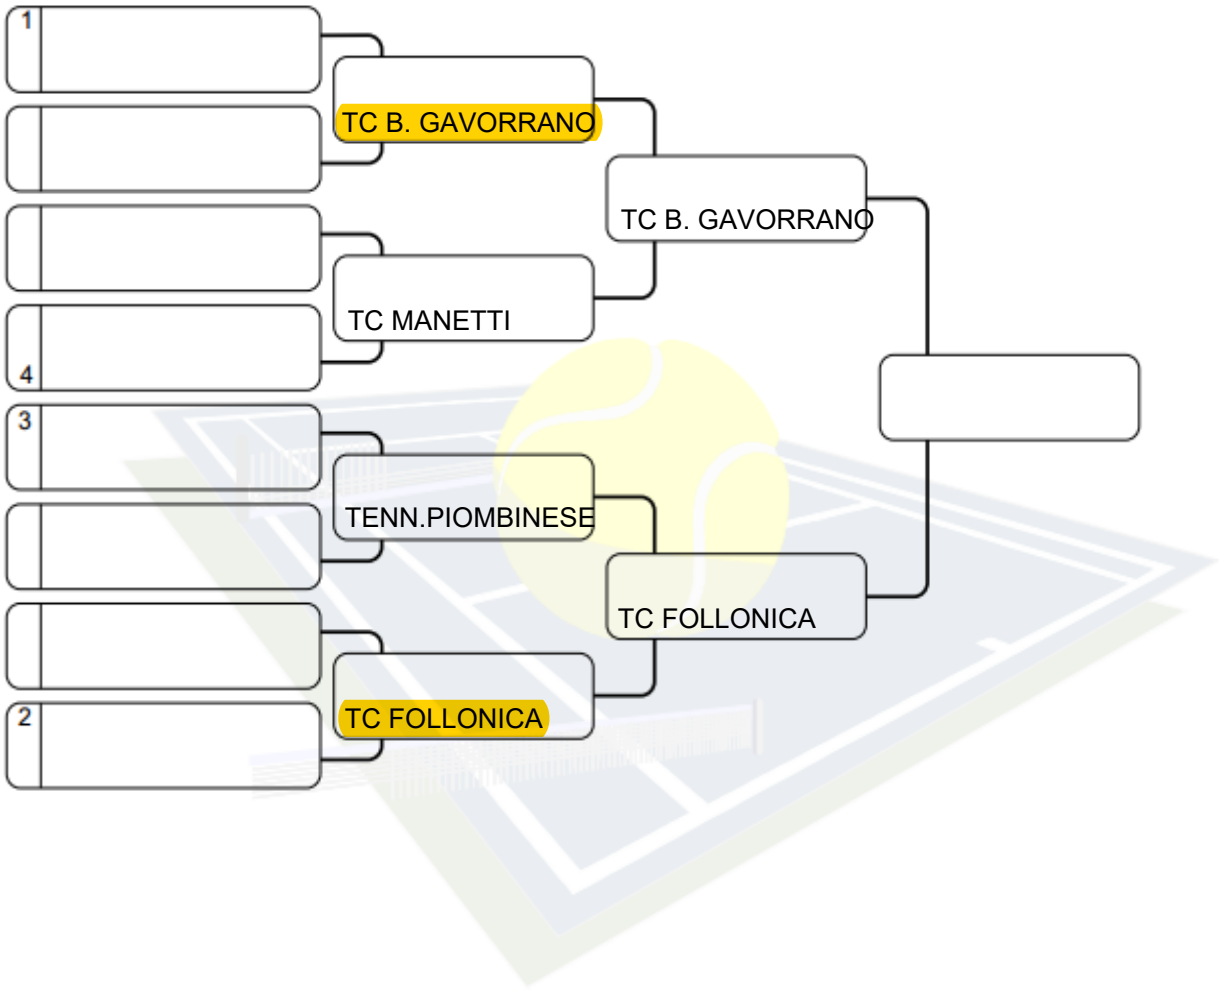 1
TC B. GAVORRANO
TC B. GAVORRANO
TC MANETTI
4
3
TENN.PIOMBINESE
TC FOLLONICA
TC FOLLONICA
2